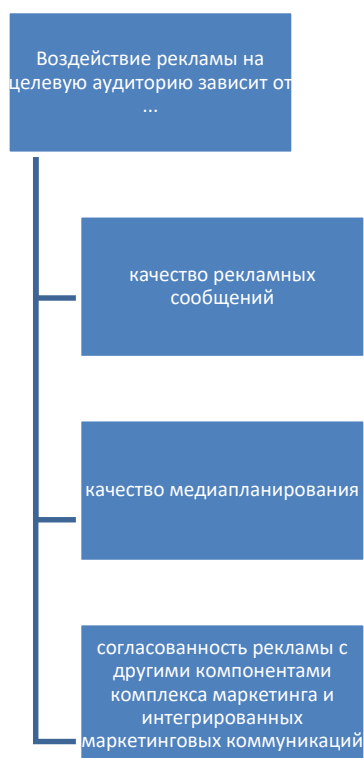 Воздействие рекламы на
целевую аудиторию зависит от
...
качество рекламных
сообщений
качество медиапланирования
согласованность рекламы с
другими компонентами
комплекса маркетинга и
интегрированных
маркетинговых коммуникаций